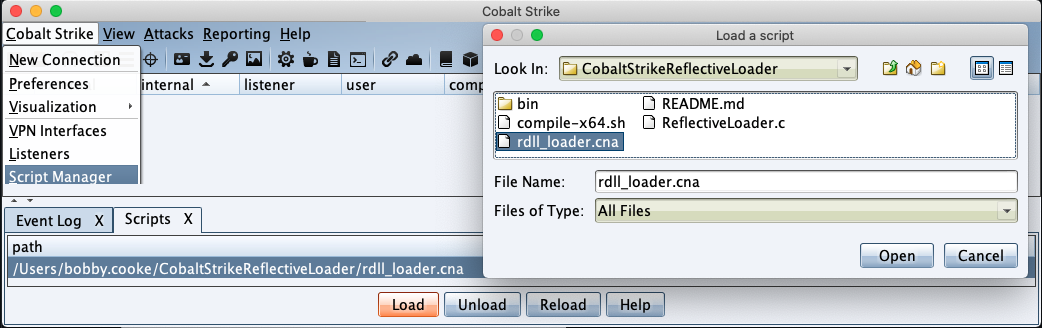 Cobalt Strike
Cobalt Strike View Attacks Reporting Help
New Connection
Preferences
Visualization
VPN Interfaces
Listeners
Script Manager
internal listener user comp
Event Log X Scripts X
path
/Users/bobby.cooke/CobaltStrikeReflectiveLoader/rdll_loader.cna
Load Unload Reload Help
Load a script
Look In: CobaltStrikeReflectiveLoader
bin README.md
compile-x64.sh ReflectiveLoader.c
rdll_loader.cna
File Name: rdll_loader.cna
Files of Type: All Files
Open Cancel